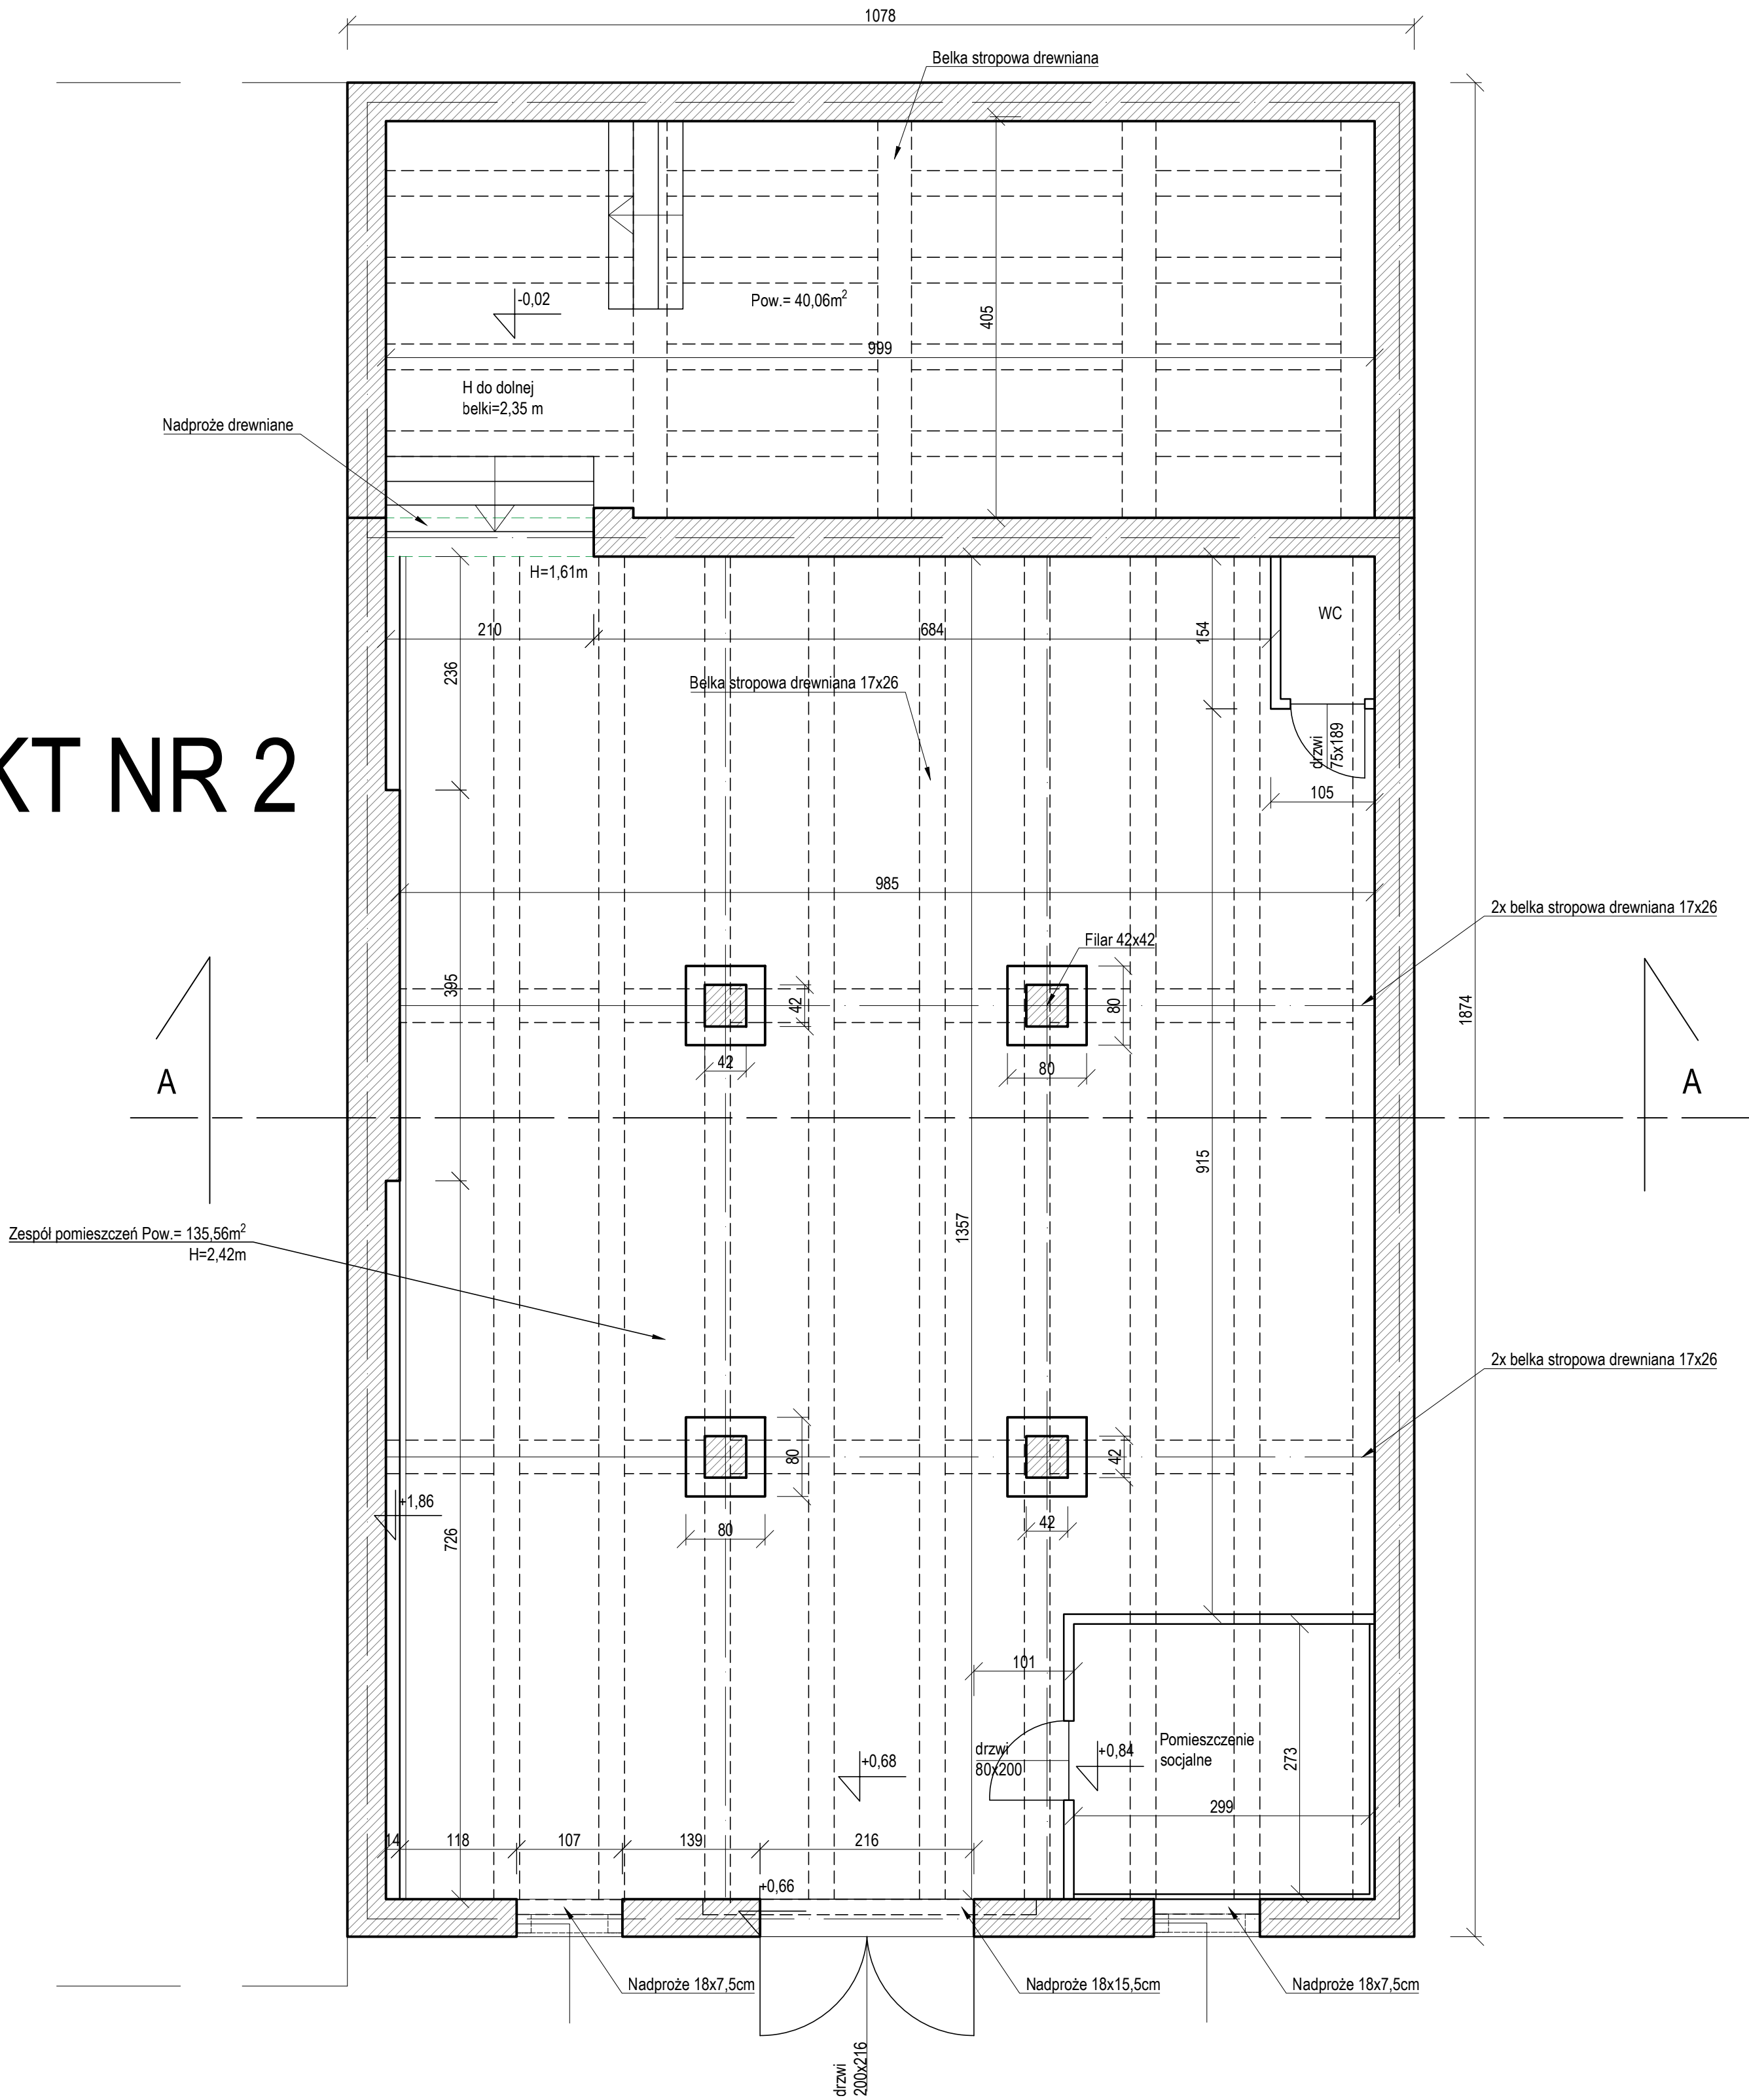 1078
Belka stropowa drewniana
-0,02
Pow.= 40,06m²
405
999
H do dolnej
belki=2,35 m
Nadproże drewniane
H=1,61m
WC
210
684
154
236
Belka stropowa drewniana 17x26
drzwi
75x189
KT NR 2
105
985
2x belka stropowa drewniana 17x26
Filar 42x42
395
42
80
1874
42
80
A
A
915
Zespół pomieszczeń Pow.= 135,56m²
H=2,42m
1357
2x belka stropowa drewniana 17x26
80
42
+1,86
726
80
42
101
drzwi
80x200
+0,84
Pomieszczenie
socjalne
273
+0,68
299
14
118
107
139
216
+0,66
Nadproże 18x7,5cm
Nadproże 18x15,5cm
Nadproże 18x7,5cm
drzwi
200x216